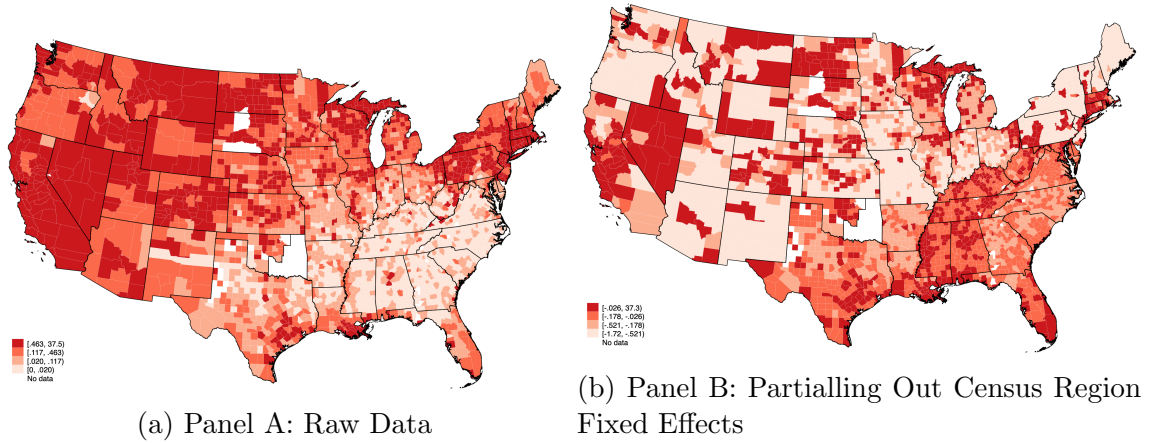 [.463, 37.5]
[.117, .463)
[.020, .117)
[0, .020)
No data
(a) Panel A: Raw Data
[-.026, 37.3]
[-.178, -.026)
[-.521, -.178)
[-1.72, -.521)
No data
(b) Panel B: Partialling Out Census Region
Fixed Effects